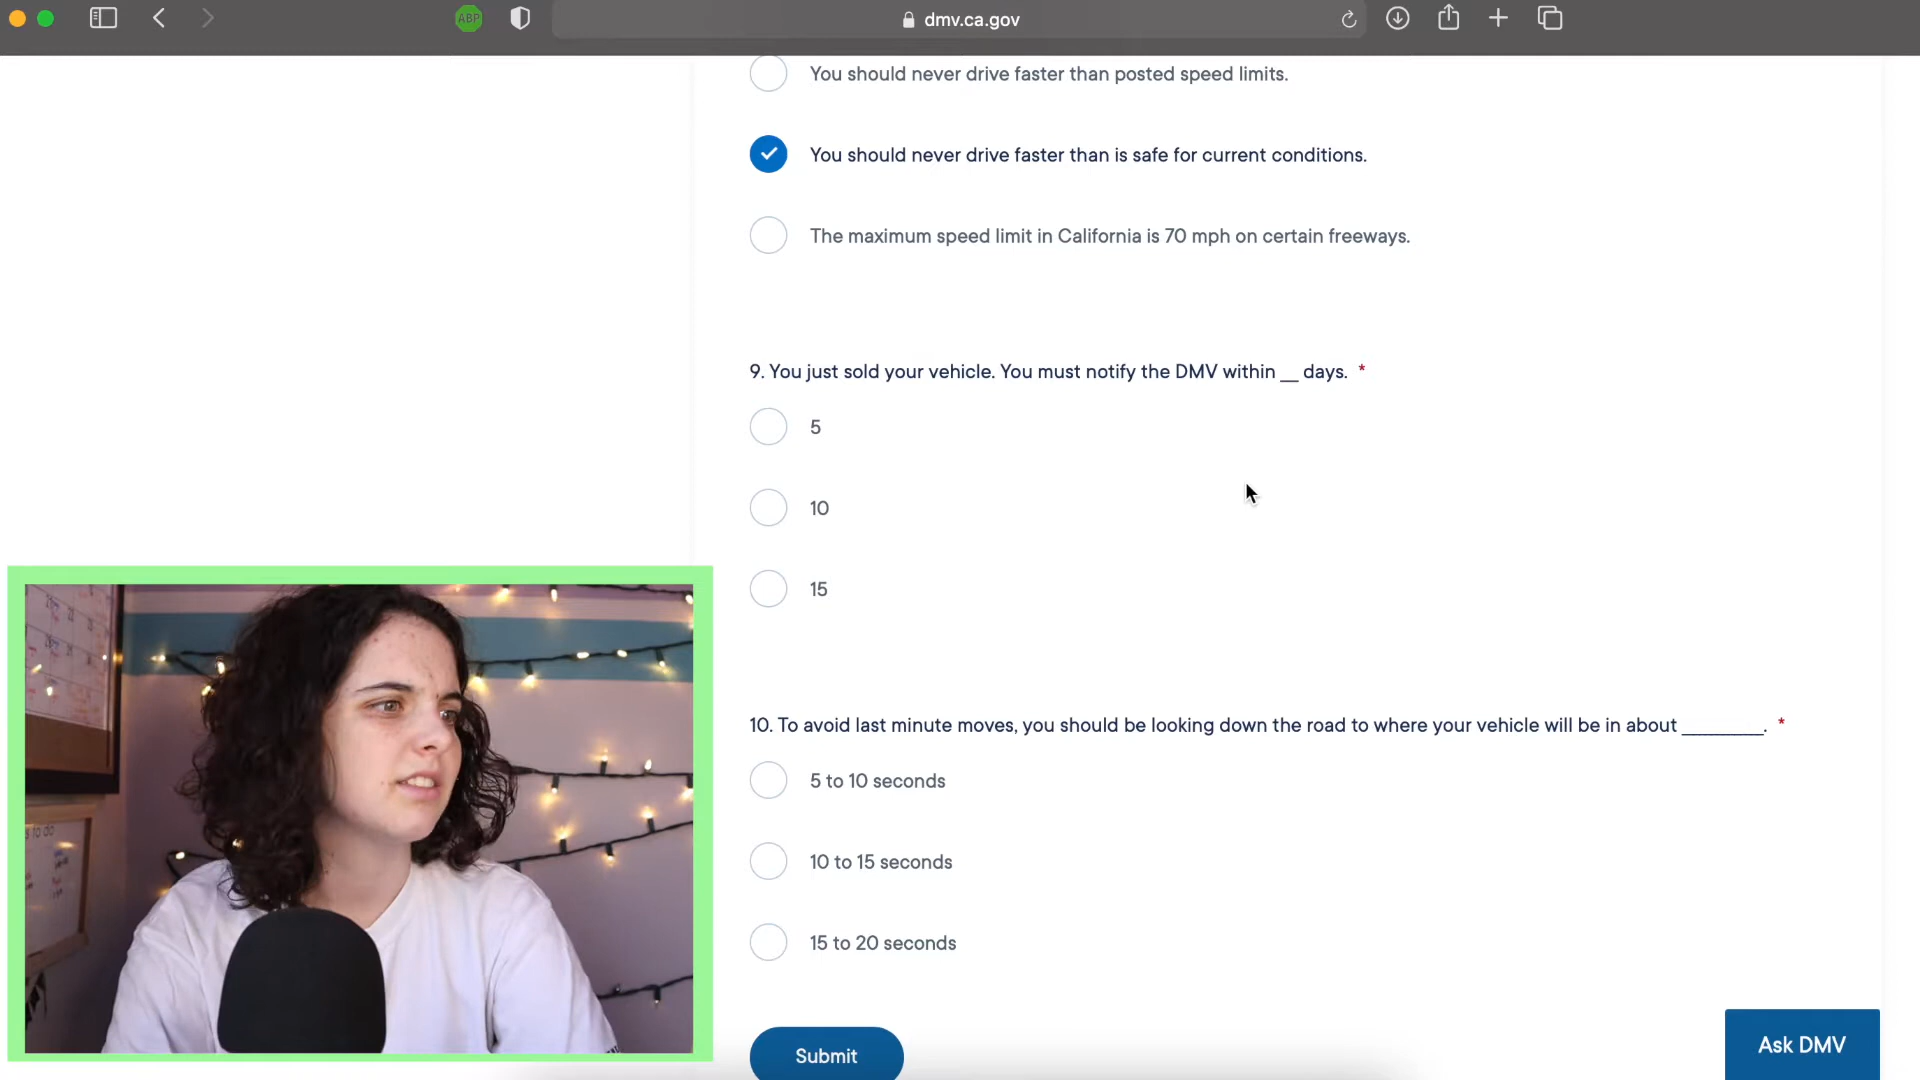 ABP
dmv.ca.gov
You should never drive faster than posted speed limits.
You should never drive faster than is safe for current conditions.
The maximum speed limit in California is 70 mph on certain freeways.
9. You just sold your vehicle. You must notify the DMV within __ days. *
5
10
15
10. To avoid last minute moves, you should be looking down the road to where your vehicle will be in about ________. *
5 to 10 seconds
10 to 15 seconds
15 to 20 seconds
Submit
Ask DMV
to do